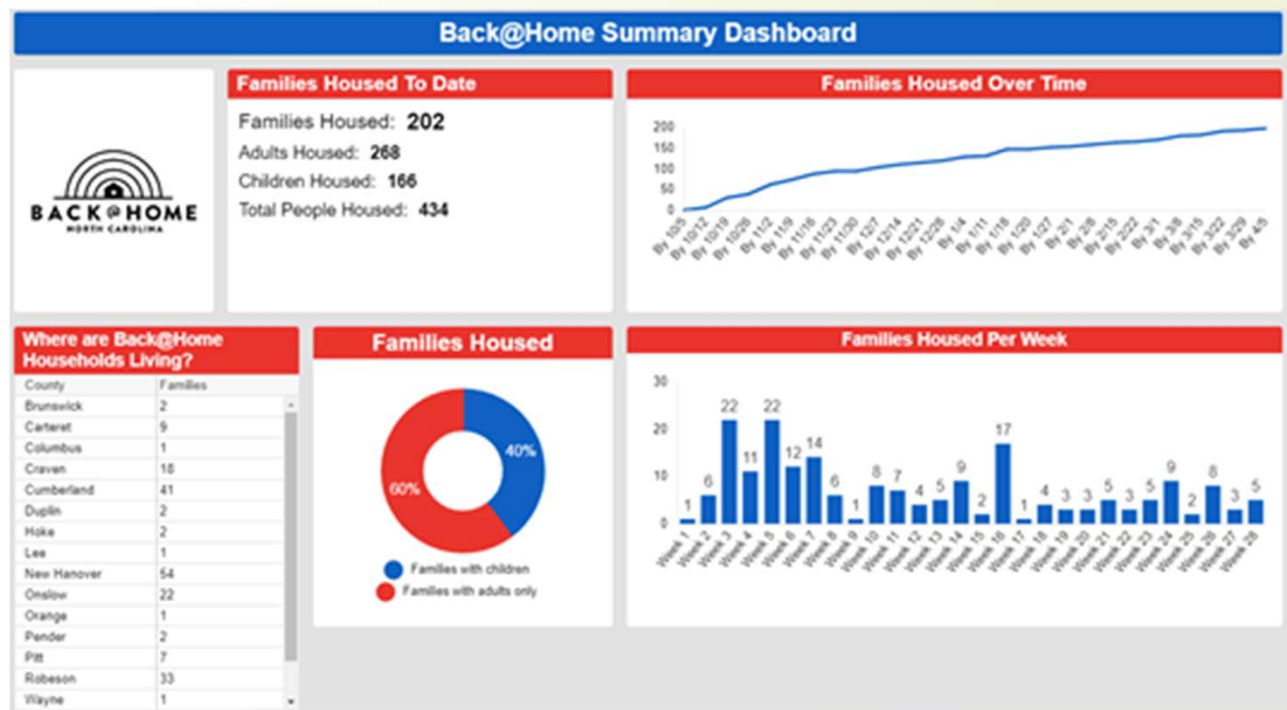 Back@Home Summary Dashboard
BACK@HOME
NORTH CAROLINA
Families Housed To Date
Families Housed: 202
Adults Housed: 268
Children Housed: 166
Total People Housed: 434
Families Housed Over Time
200
150
100
50
0
By 10/5
By 10/12
By 10/19
By 10/26
By 11/2
By 11/9
By 11/16
By 11/23
By 11/30
By 12/7
By 12/14
By 12/21
By 12/28
By 1/4
By 1/11
By 1/18
By 1/20
By 1/27
By 2/1
By 2/8
By 2/15
By 2/22
By 3/1
By 3/8
By 3/15
By 3/22
By 3/29
By 4/5
Where are Back@Home
Households Living?
County Families
Brunswick 2
Carteret 9
Columbus 1
Craven 18
Cumberland 41
Duplin 2
Hoke 2
Lee 1
New Hanover 54
Onslow 22
Orange 1
Pender 2
Pitt 7
Robeson 33
Wayne 1
Families Housed
40%
60%
Families with children
Families with adults only
Families Housed Per Week
30
20
10
0
1
6
22
11
22
12
14
6
1
8
7
4
5
9
2
17
1
4
3
3
5
3
5
9
2
8
3
5
Week 1
Week 2
Week 3
Week 4
Week 5
Week 6
Week 7
Week 8
Week 9
Week 10
Week 11
Week 12
Week 13
Week 14
Week 15
Week 16
Week 17
Week 18
Week 19
Week 20
Week 21
Week 22
Week 23
Week 24
Week 25
Week 26
Week 27
Week 28